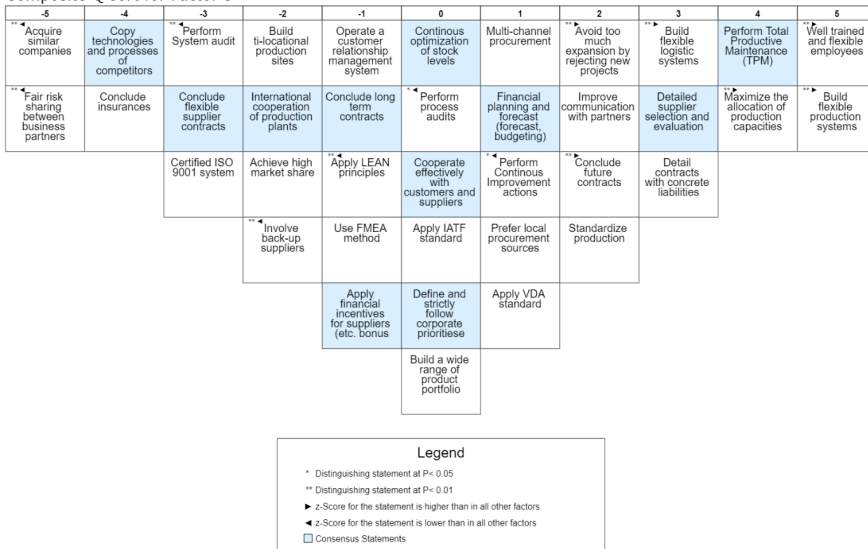 Composite Q sort for Factor
-5
-4
-3
-2
-1
0
1
2
3
4
5
** ◄
Acquire
similar
companies
Copy
technologies
and processes
of
competitors
** ◄
Perform
System audit
Build
ti-locational
production
sites
Operate a
customer
relationship
management
system
Continous
optimization
of stock
levels
Multi-channel
procurement
** ►
Avoid too
much
expansion by
rejecting new
projects
** ►
Build
flexible
logistic
systems
Perform Total
Productive
Maintenance
(TPM)
** ►
Well trained
and flexible
employees
** ◄
Fair risk
sharing
between
business
partners
Conclude
insurances
Conclude
flexible
supplier
contracts
International
cooperation
of production
plants
Conclude long
term
contracts
* ◄
Perform
process
audits
Financial
planning and
forecast
(forecast,
budgeting)
Improve
communication
with partners
Detailed
supplier
selection and
evaluation
** ►
Maximize the
allocation of
production
capacities
** ►
Build
flexible
production
systems
Certified ISO
9001 system
Achieve high
market share
** ◄
Apply LEAN
principles
Cooperate
effectively
with
customers and
suppliers
* ◄
Perform
Continous
Improvement
actions
** ►
Conclude
future
contracts
Detail
contracts
with concrete
liabilities
** ◄
Involve
back-up
suppliers
Use FMEA
method
Apply IATF
standard
Prefer local
procurement
sources
Standardize
production
Apply
financial
incentives
for suppliers
(etc. bonus
Define and
strictly
follow
corporate
prioritiese
Apply VDA
standard
Build a wide
range of
product
portfolio
Legend
* Distinguishing statement at P< 0.05
** Distinguishing statement at P< 0.01
► z-Score for the statement is higher than in all other factors
◄ z-Score for the statement is lower than in all other factors
Consensus Statements